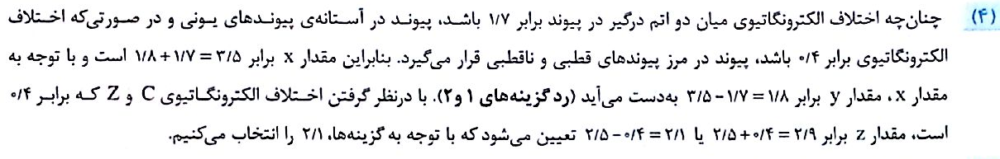 (۴) چنان‌چه اختلاف الکترونگاتیوی میان دو اتم درگیر در پیوند برابر ۱/۷ باشد، پیوند در آستانه‌ی پیوندهای یونی و در صورتی‌که اختلاف
الکترونگاتیوی برابر ۰/۴ باشد، پیوند در مرز پیوندهای قطبی و ناقطبی قرار می‌گیرد. بنابراین مقدار x برابر ۱/۸+۱/۷=۳/۵ است و با توجه به
مقدار x، مقدار y برابر ۳/۵-۱/۷=۱/۸ به‌دست می‌آید (رد گزینه‌های ۱ و ۲). با درنظر گرفتن اختلاف الکترونگاتیوی C و Z که برابر ۰/۴
است، مقدار z برابر ۲/۵+۰/۴=۲/۹ یا ۲/۵-۰/۴=۲/۱ تعیین می‌شود که با توجه به گزینه‌ها، ۲/۱ را انتخاب می‌کنیم.